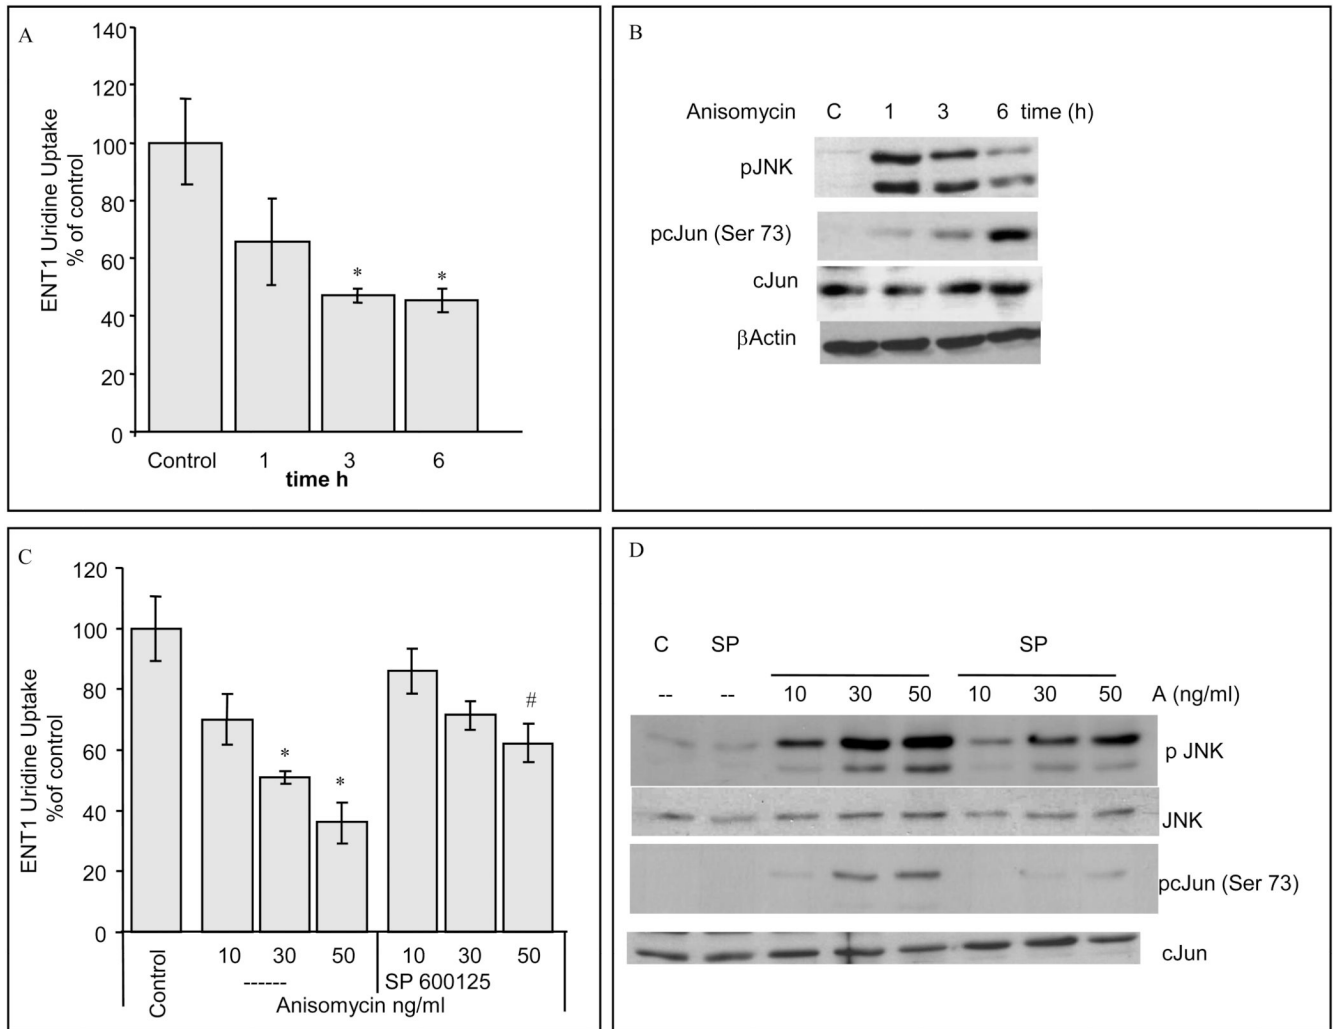 A
140
120
100
80
60
40
20
0
ENT1 Uridine Uptake
% of control
*
*
Control 1 3 6
time h
B
Anisomycin C 1 3 6 time (h)
pJNK
pcJun (Ser 73)
cJun
βActin
C
120
100
80
60
40
20
0
ENT1 Uridine Uptake
%of control
*
*
#
Control
10 30 50 10 30 50
------ SP 600125
Anisomycin ng/ml
D
C SP SP
-- -- 10 30 50 10 30 50 A (ng/ml)
p JNK
JNK
pcJun (Ser 73)
cJun